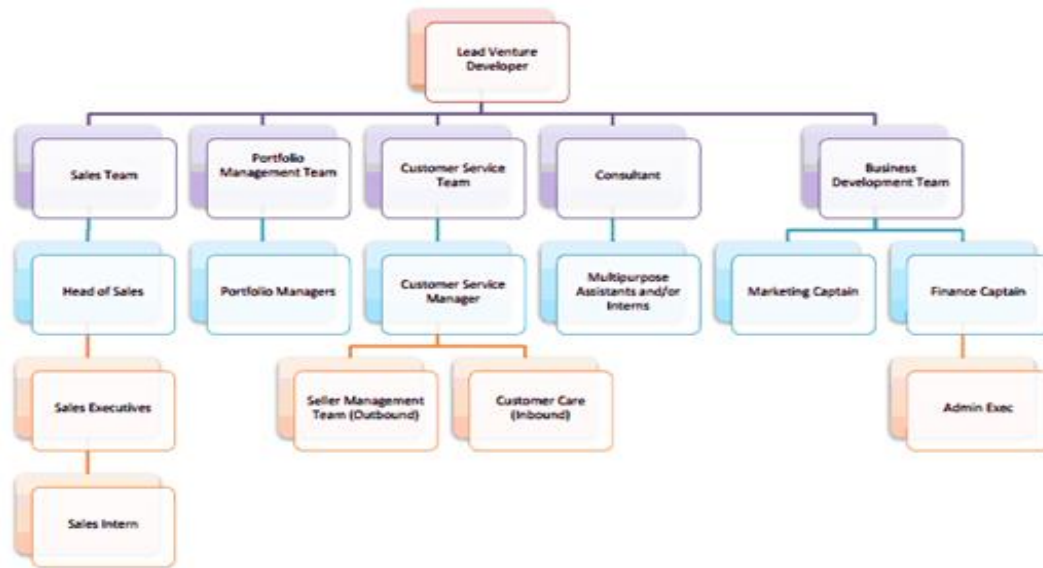 Lead Venture
Developer
Sales Team
Portfolio
Management Team
Customer Service
Team
Consultant
Business
Development Team
Head of Sales
Portfolio Managers
Customer Service
Manager
Multipurpose
Assistants and/or
Interns
Marketing Captain
Finance Captain
Sales Executives
Seller Management
Team (Outbound)
Customer Care
(Inbound)
Admin Exec
Sales Intern